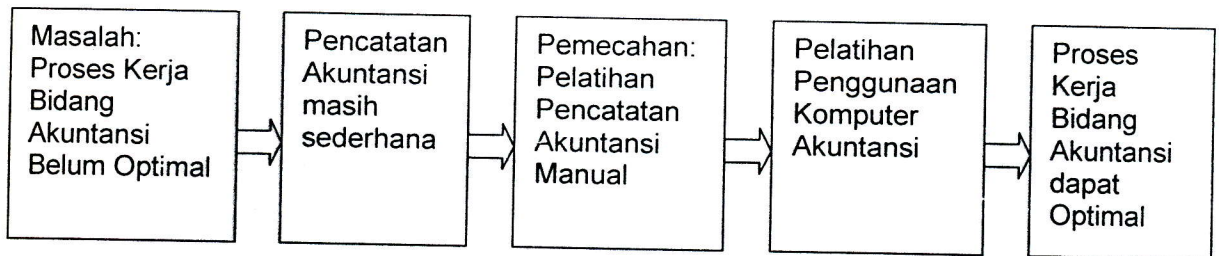 Masalah:
Proses Kerja
Bidang
Akuntansi
Belum Optimal
Pencatatan
Akuntansi
masih
sederhana
Pemecahan:
Pelatihan
Pencatatan
Akuntansi
Manual
Pelatihan
Penggunaan
Komputer
Akuntansi
Proses
Kerja
Bidang
Akuntansi
dapat
Optimal